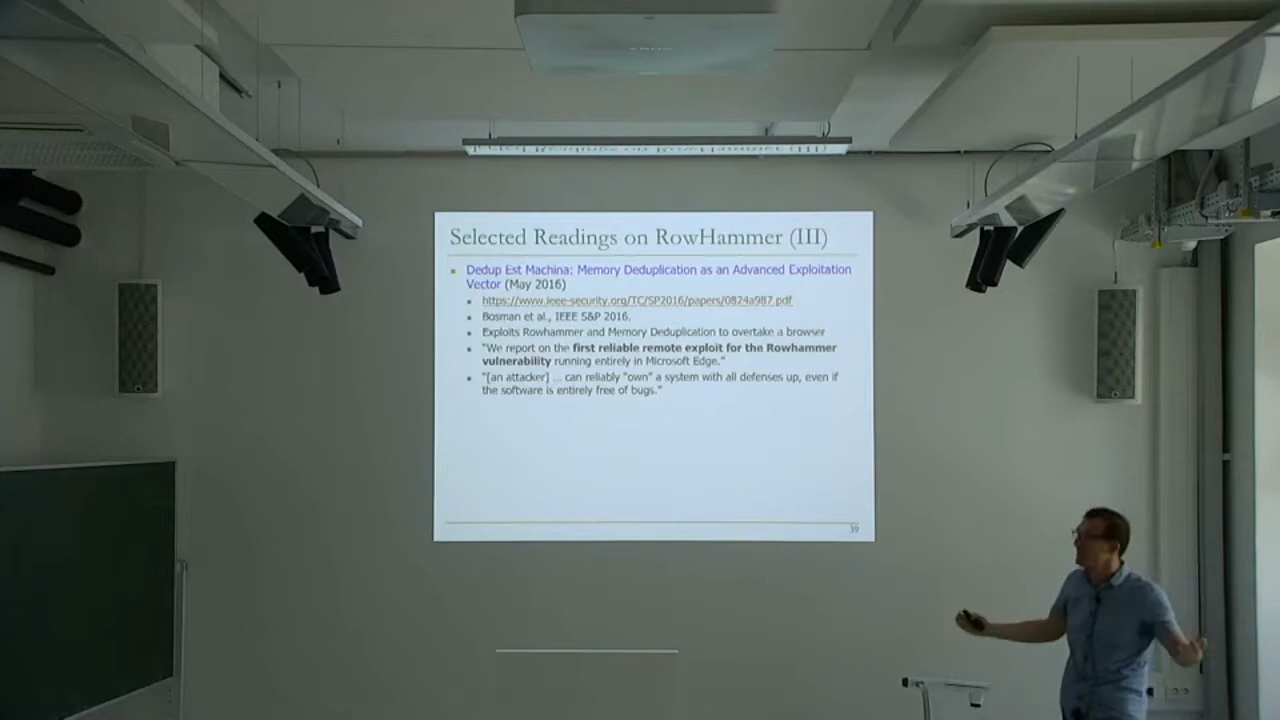 Selected Readings on RowHammer (III)
Dedup Est Machina: Memory Deduplication as an Advanced Exploitation
Vector (May 2016)
https://www.ieee-security.org/TC/SP2016/papers/0824a987.pdf
Bosman et al., IEEE S&P 2016.
Exploits Rowhammer and Memory Deduplication to overtake a browser
"We report on the first reliable remote exploit for the Rowhammer
vulnerability running entirely in Microsoft Edge."
"[an attacker] … can reliably "own" a system with all defenses up, even if
the software is entirely free of bugs."
39